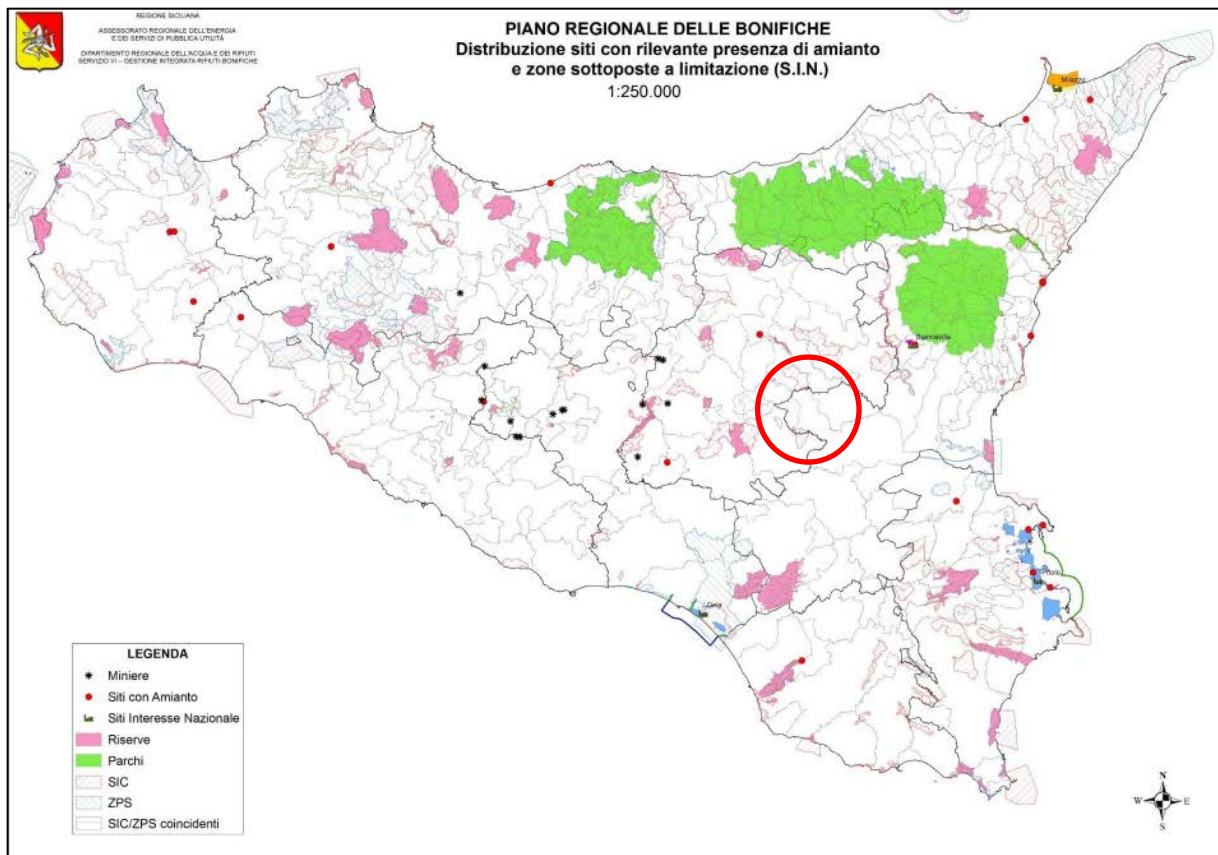 REGIONE SICILIANA
ASSESSORATO REGIONALE DELL'ENERGIA
E DEI SERVIZI DI PUBBLICA UTILITÁ
DIPARTIMENTO REGIONALE DELL'ACQUA E DEI RIFIUTI
SERVIZIO VI – GESTIONE INTEGRATA RIFIUTI-BONIFICHE
PIANO REGIONALE DELLE BONIFICHE
Distribuzione siti con rilevante presenza di amianto
e zone sottoposte a limitazione (S.I.N.)
1:250.000
Milazzo
Biancavilla
Priolo
Gela
LEGENDA
Miniere
Siti con Amianto
Siti Interesse Nazionale
Riserve
Parchi
SIC
ZPS
SIC/ZPS coincidenti
N
W E
S